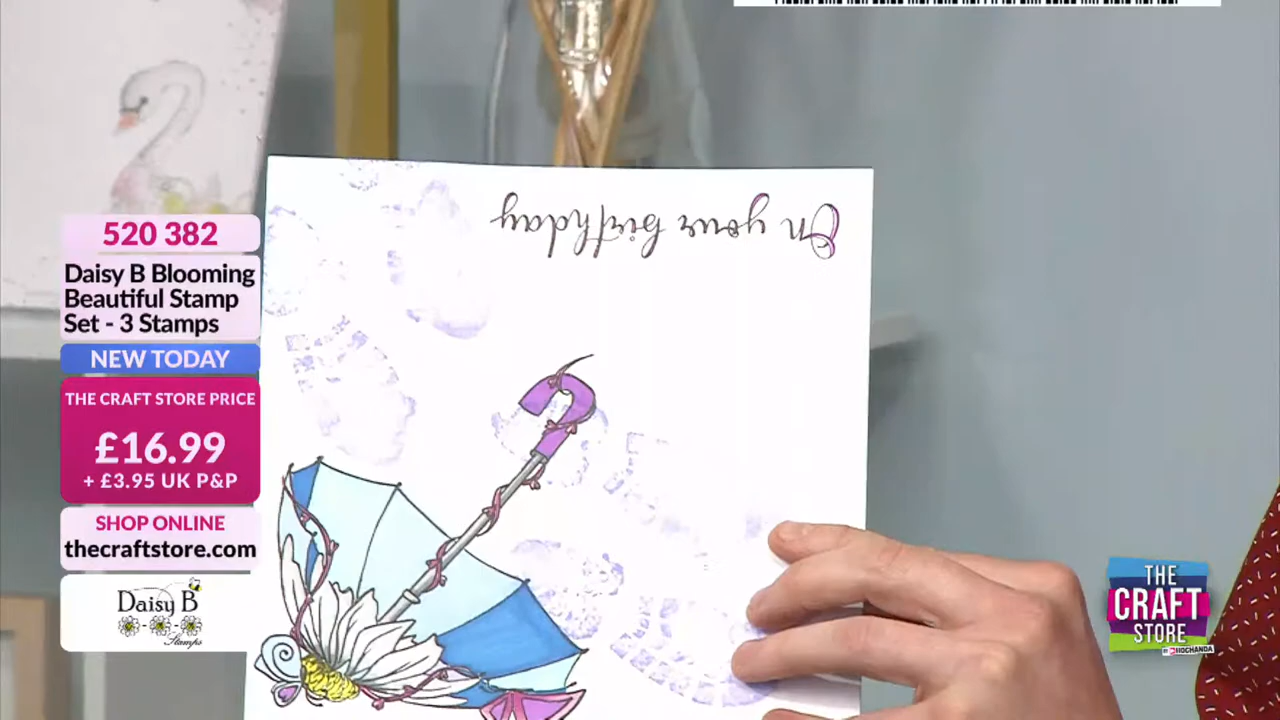 520 382
Daisy B Blooming
Beautiful Stamp
Set - 3 Stamps
NEW TODAY
THE CRAFT STORE PRICE
£16.99
+ £3.95 UK P&P
SHOP ONLINE
thecraftstore.com
Daisy B
Stamps
On your birthday
THE
CRAFT
STORE
HOCHANDA